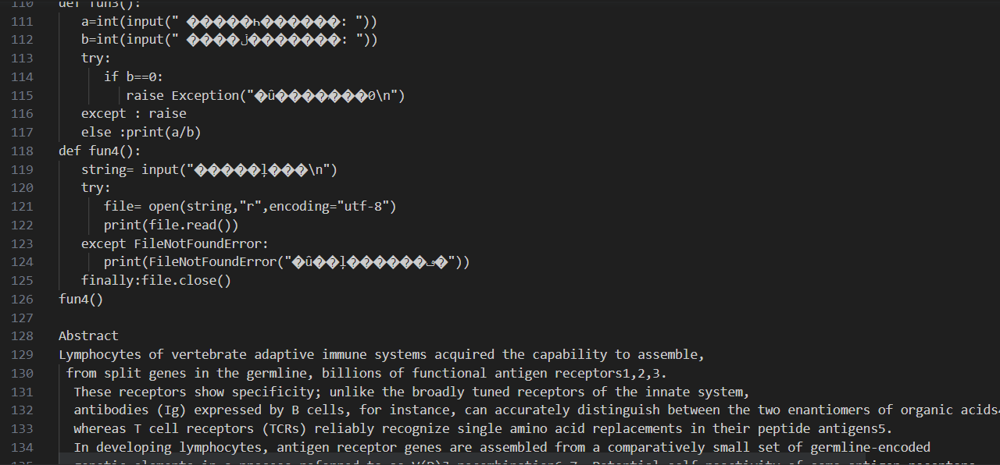 110 def fun3():
111 a=int(input(" �����һ������: "))
112 b=int(input(" ����ڶ�������: "))
113 try:
114 if b==0:
115 raise Exception("�û�������0\n")
116 except : raise
117 else :print(a/b)
118 def fun4():
119 string= input("�����ļ���\n")
120 try:
121 file= open(string,"r",encoding="utf-8")
122 print(file.read())
123 except FileNotFoundError:
124 print(FileNotFoundError("�û��ļ������ڡ�"))
125 finally:file.close()
126 fun4()
127
128 Abstract
129 Lymphocytes of vertebrate adaptive immune systems acquired the capability to assemble,
130 from split genes in the germline, billions of functional antigen receptors1,2,3.
131 These receptors show specificity; unlike the broadly tuned receptors of the innate system,
132 antibodies (Ig) expressed by B cells, for instance, can accurately distinguish between the two enantiomers of organic acids4
133 whereas T cell receptors (TCRs) reliably recognize single amino acid replacements in their peptide antigens5.
134 In developing lymphocytes, antigen receptor genes are assembled from a comparatively small set of germline-encoded